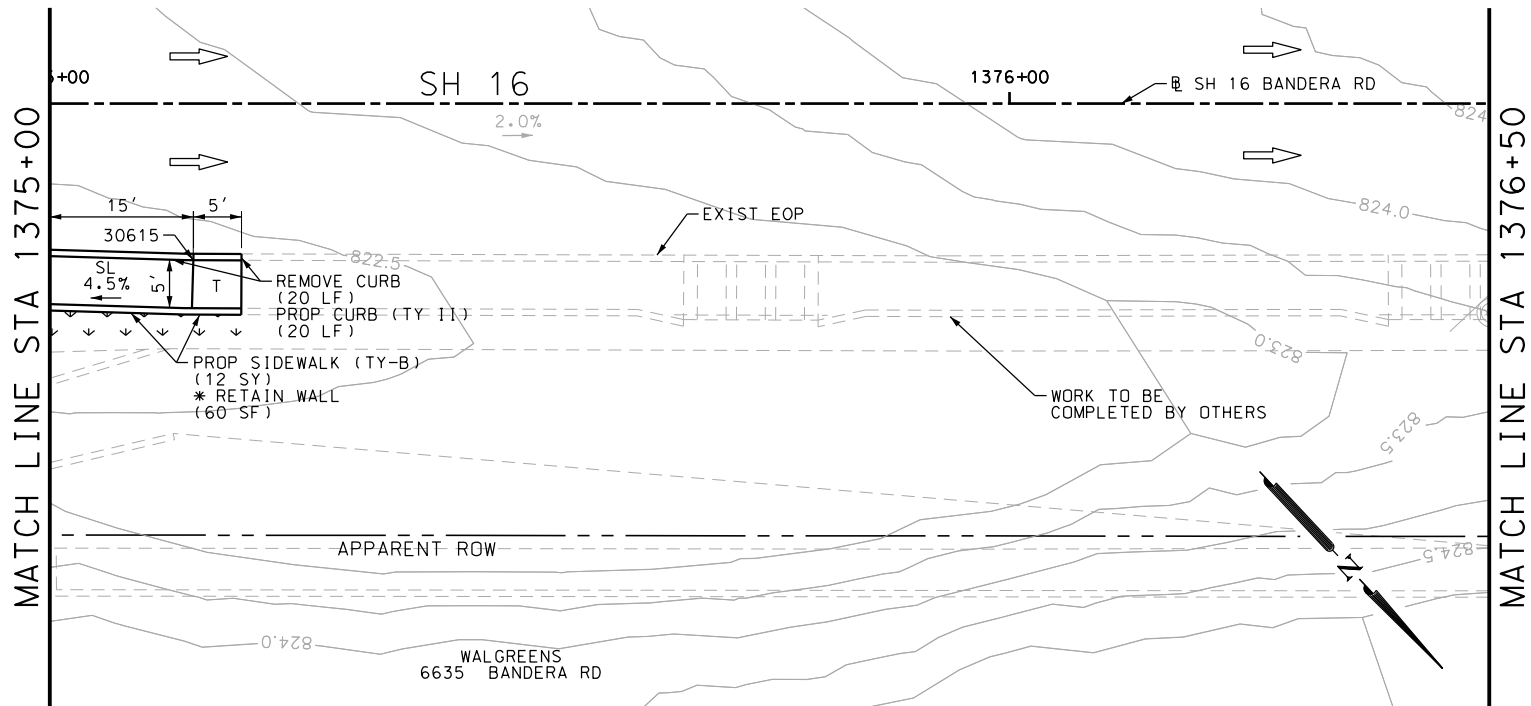 MATCH LINE STA 1375+00
+00
SH 16
1376+00
℄ SH 16 BANDERA RD
2.0%
824
824.0
15'
5'
30615
EXIST EOP
822.5
SL
4.5%
5'
T
REMOVE CURB
(20 LF)
PROP CURB (TY II)
(20 LF)
PROP SIDEWALK (TY-B)
(12 SY)
* RETAIN WALL
(60 SF)
823.0
WORK TO BE
COMPLETED BY OTHERS
823.5
APPARENT ROW
824.5
N
824.0
WALGREENS
6635 BANDERA RD
MATCH LINE STA 1376+50